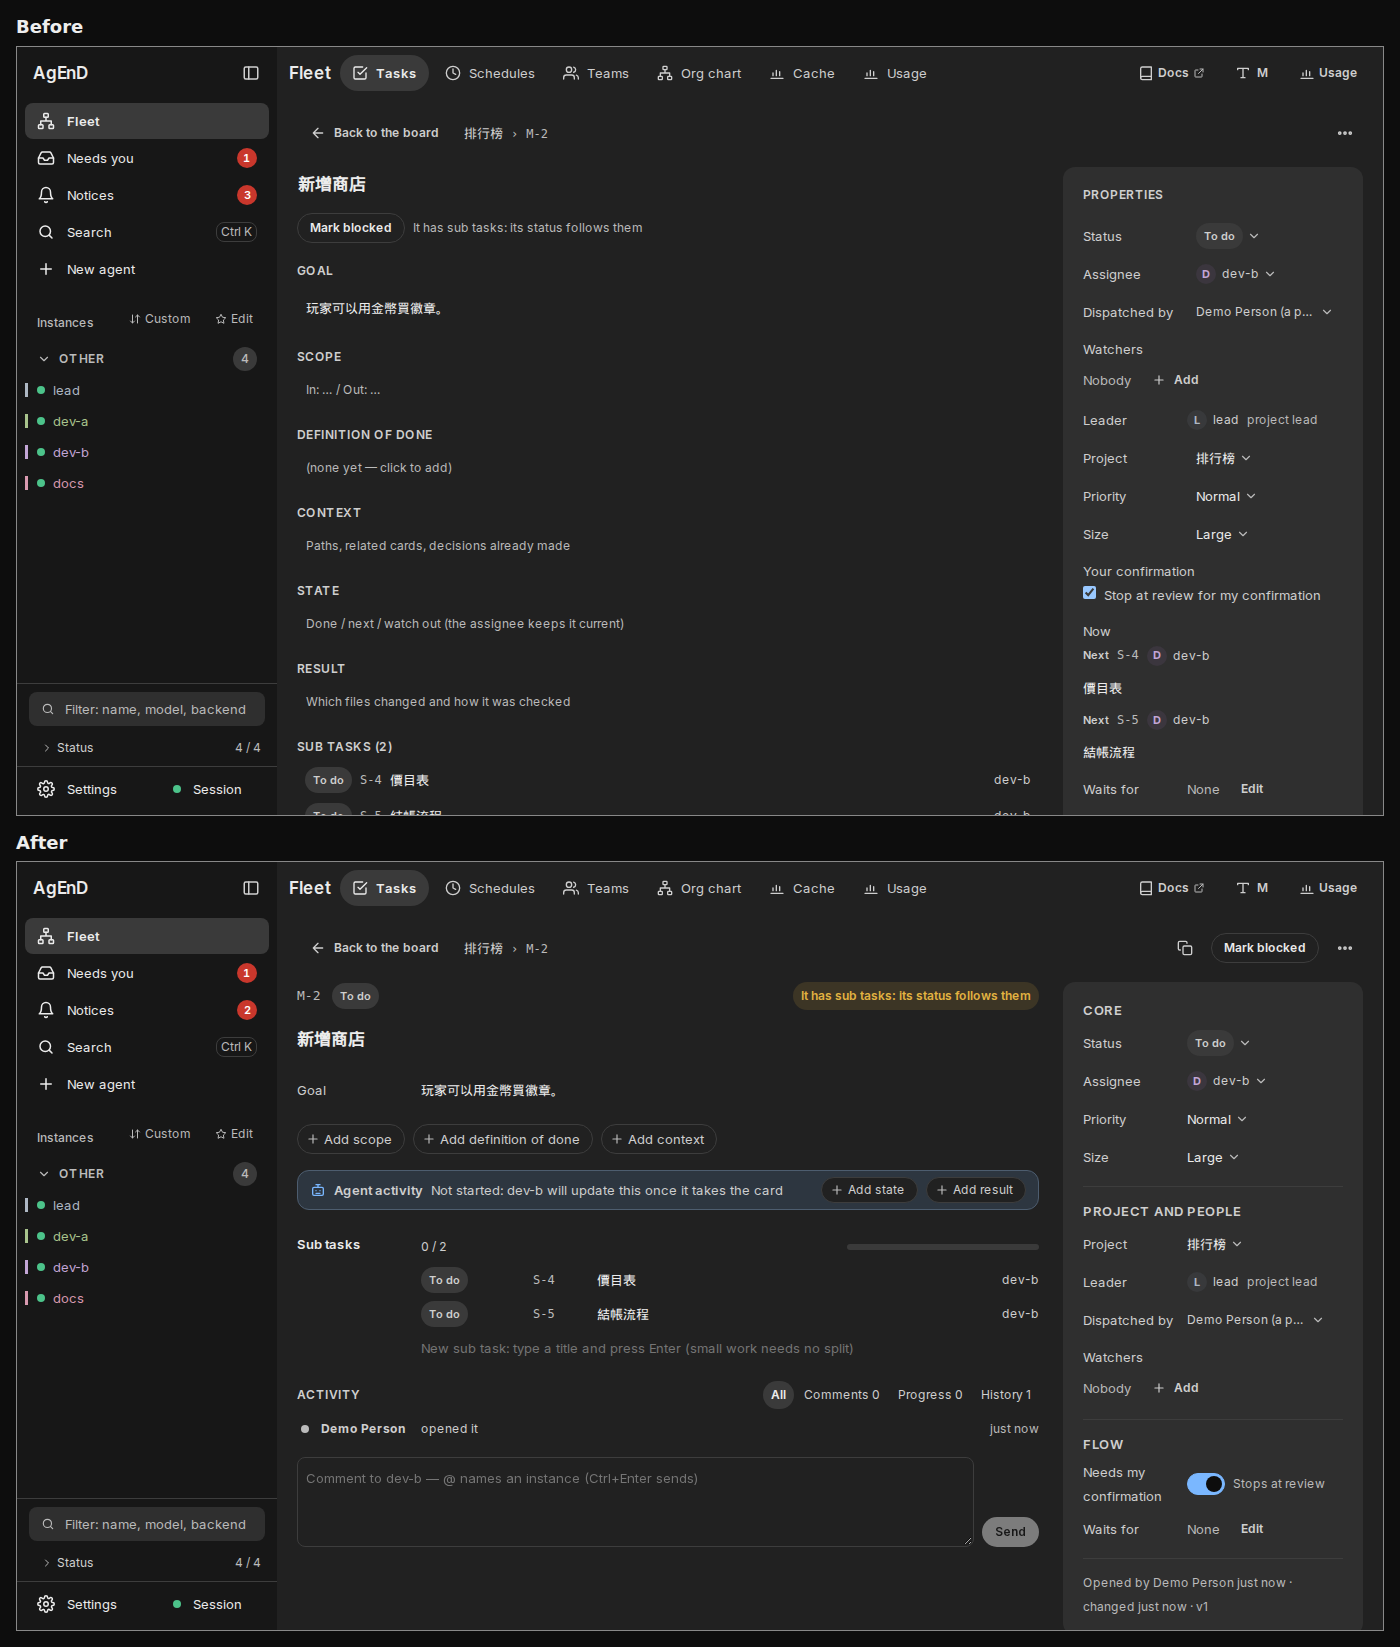 Before
AgEnD
Fleet
Needs you 1
Notices 3
Search Ctrl K
New agent
Instances Custom Edit
OTHER 4
lead
dev-a
dev-b
docs
Filter: name, model, backend
Status 4 / 4
Settings Session
Fleet Tasks Schedules Teams Org chart Cache Usage Docs M Usage
Back to the board 排行榜 › M-2
新增商店
Mark blocked It has sub tasks: its status follows them
GOAL
玩家可以用金幣買徽章。
SCOPE
In: ... / Out: ...
DEFINITION OF DONE
(none yet — click to add)
CONTEXT
Paths, related cards, decisions already made
STATE
Done / next / watch out (the assignee keeps it current)
RESULT
Which files changed and how it was checked
SUB TASKS (2)
To do S-4 價目表 dev-b
To do S-5 結帳流程 dev-b
PROPERTIES
Status To do
Assignee D dev-b
Dispatched by Demo Person (a p...
Watchers
Nobody Add
Leader L lead project lead
Project 排行榜
Priority Normal
Size Large
Your confirmation
Stop at review for my confirmation
Now
Next S-4 D dev-b
價目表
Next S-5 D dev-b
結帳流程
Waits for None Edit
After
AgEnD
Fleet
Needs you 1
Notices 2
Search Ctrl K
New agent
Instances Custom Edit
OTHER 4
lead
dev-a
dev-b
docs
Filter: name, model, backend
Status 4 / 4
Settings Session
Fleet Tasks Schedules Teams Org chart Cache Usage Docs M Usage
Back to the board 排行榜 › M-2 Mark blocked
M-2 To do It has sub tasks: its status follows them
新增商店
Goal 玩家可以用金幣買徽章。
Add scope Add definition of done Add context
Agent activity Not started: dev-b will update this once it takes the card Add state Add result
Sub tasks 0 / 2
To do S-4 價目表 dev-b
To do S-5 結帳流程 dev-b
New sub task: type a title and press Enter (small work needs no split)
ACTIVITY All Comments 0 Progress 0 History 1
Demo Person opened it just now
Comment to dev-b — @ names an instance (Ctrl+Enter sends)
Send
CORE
Status To do
Assignee D dev-b
Priority Normal
Size Large
PROJECT AND PEOPLE
Project 排行榜
Leader L lead project lead
Dispatched by Demo Person (a p...
Watchers
Nobody Add
FLOW
Needs my
confirmation Stops at review
Waits for None Edit
Opened by Demo Person just now ·
changed just now · v1